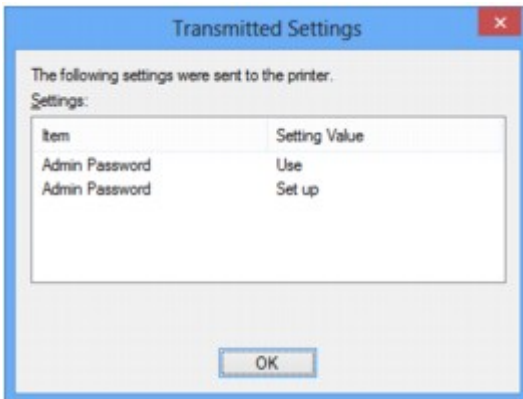 Transmitted Settings
The following settings were sent to the printer.
Settings:
Item Setting Value
Admin Password Use
Admin Password Set up
OK